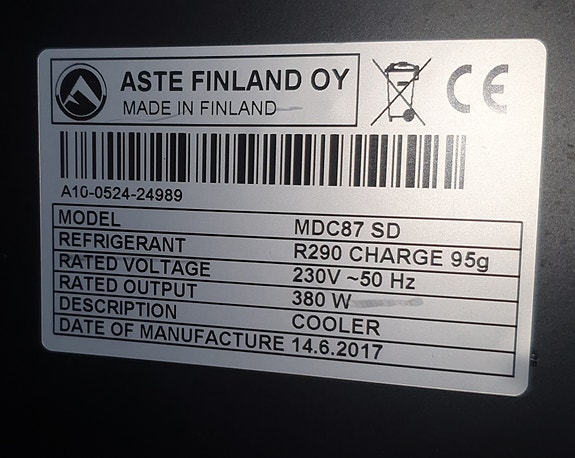 ASTE FINLAND OY
MADE IN FINLAND
CE
A10-0524-24989
MODEL MDC87 SD
REFRIGERANT R290 CHARGE 95g
RATED VOLTAGE 230V ~50 Hz
RATED OUTPUT 380 W
DESCRIPTION COOLER
DATE OF MANUFACTURE 14.6.2017